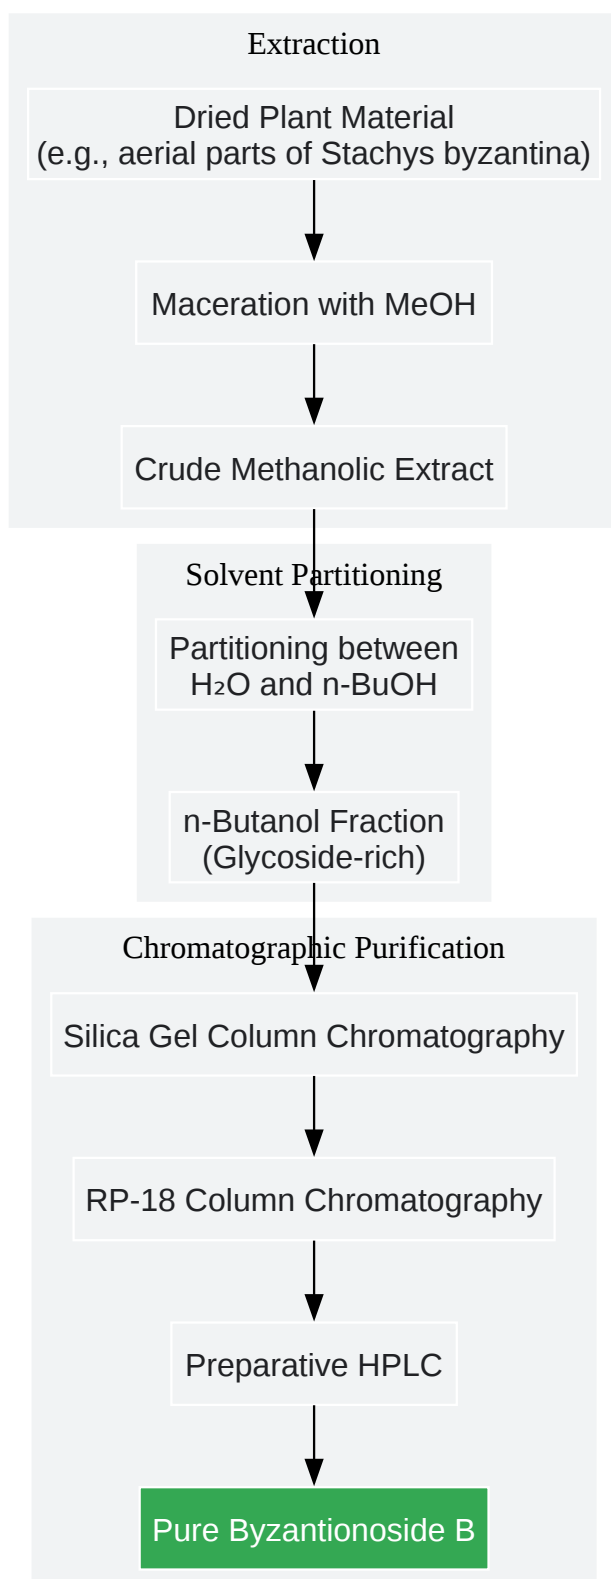 Extraction
Dried Plant Material
(e.g., aerial parts of Stachys byzantina)
Maceration with MeOH
Crude Methanolic Extract
Solvent Partitioning
Partitioning between
H₂O and n-BuOH
n-Butanol Fraction
(Glycoside-rich)
Chromatographic Purification
Silica Gel Column Chromatography
RP-18 Column Chromatography
Preparative HPLC
Pure Byzantionoside B